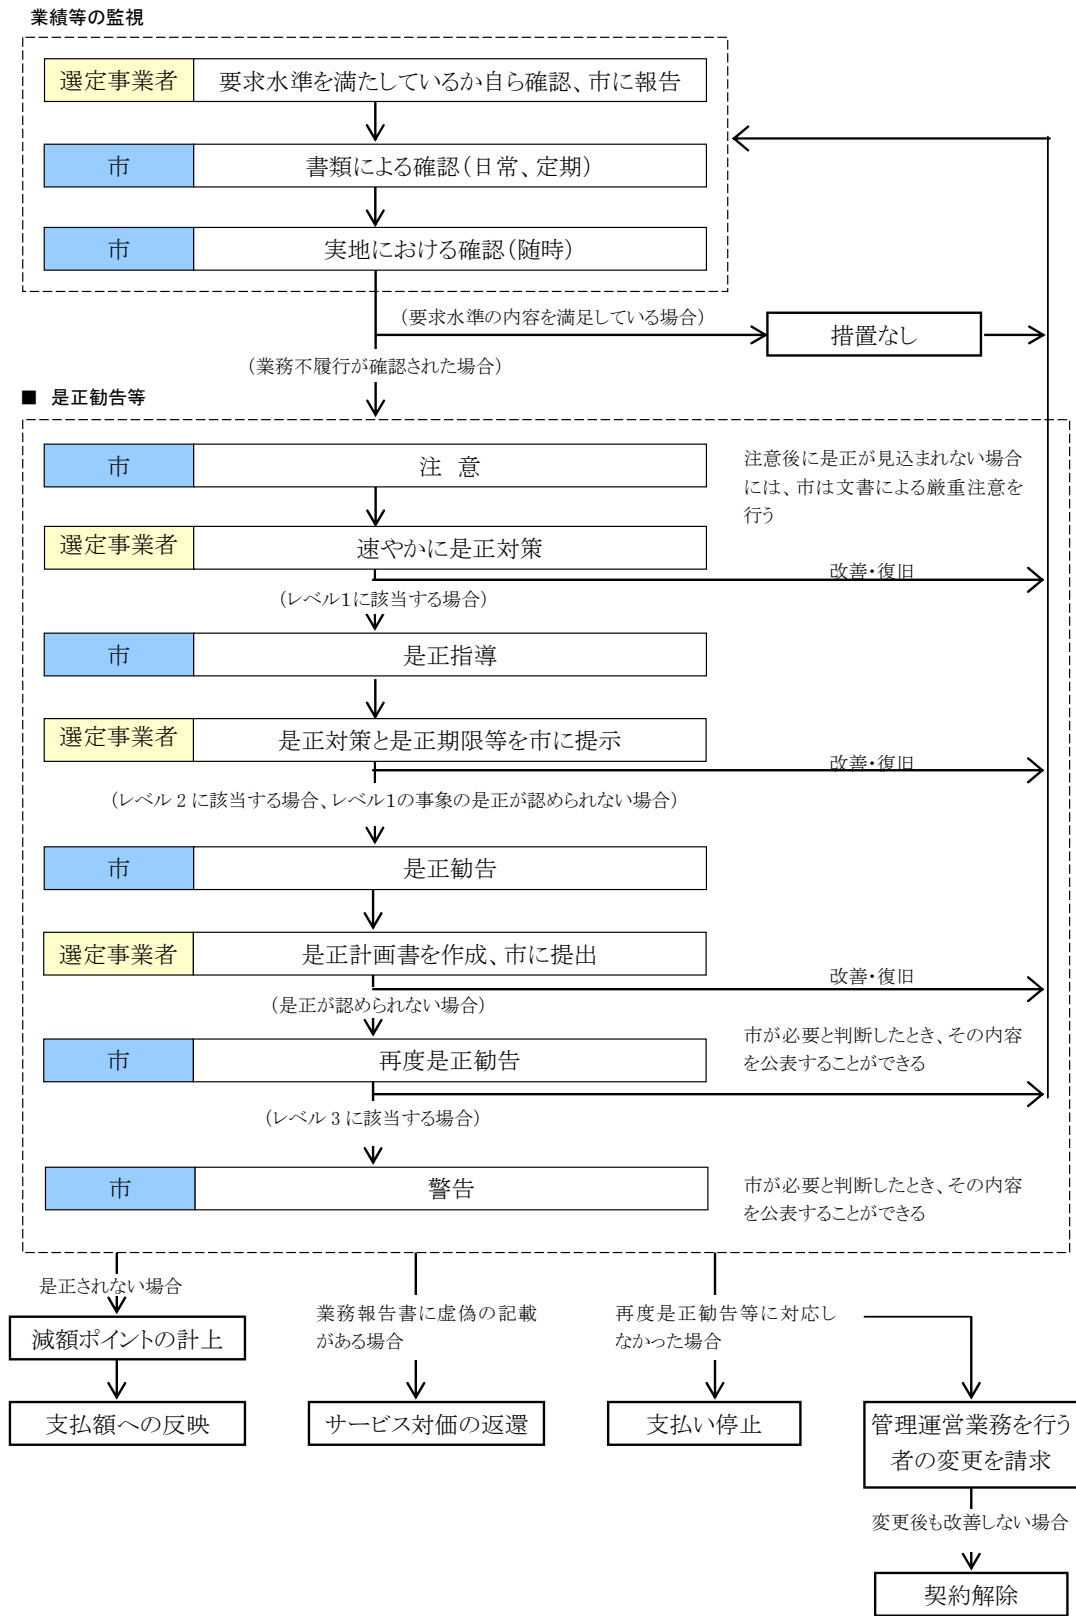 業績等の監視
選定事業者 要求水準を満たしているか自ら確認、市に報告
市 書類による確認（日常、定期）
市 実地における確認（随時）
（要求水準の内容を満足している場合）
措置なし
（業務不履行が確認された場合）
■ 是正勧告等
市 注 意
注意後に是正が見込まれない場合
には、市は文書による厳重注意を
行う
選定事業者 速やかに是正対策
改善・復旧
（レベル1に該当する場合）
市 是正指導
選定事業者 是正対策と是正期限等を市に提示
改善・復旧
（レベル 2 に該当する場合、レベル1の事象の是正が認められない場合）
市 是正勧告
選定事業者 是正計画書を作成、市に提出
改善・復旧
（是正が認められない場合）
市 再度是正勧告
市が必要と判断したとき、その内容
を公表することができる
（レベル 3 に該当する場合）
市 警告
市が必要と判断したとき、その内容
を公表することができる
是正されない場合
減額ポイントの計上
支払額への反映
業務報告書に虚偽の記載
がある場合
サービス対価の返還
再度是正勧告等に対応し
なかった場合
支払い停止
管理運営業務を行う
者の変更を請求
変更後も改善しない場合
契約解除